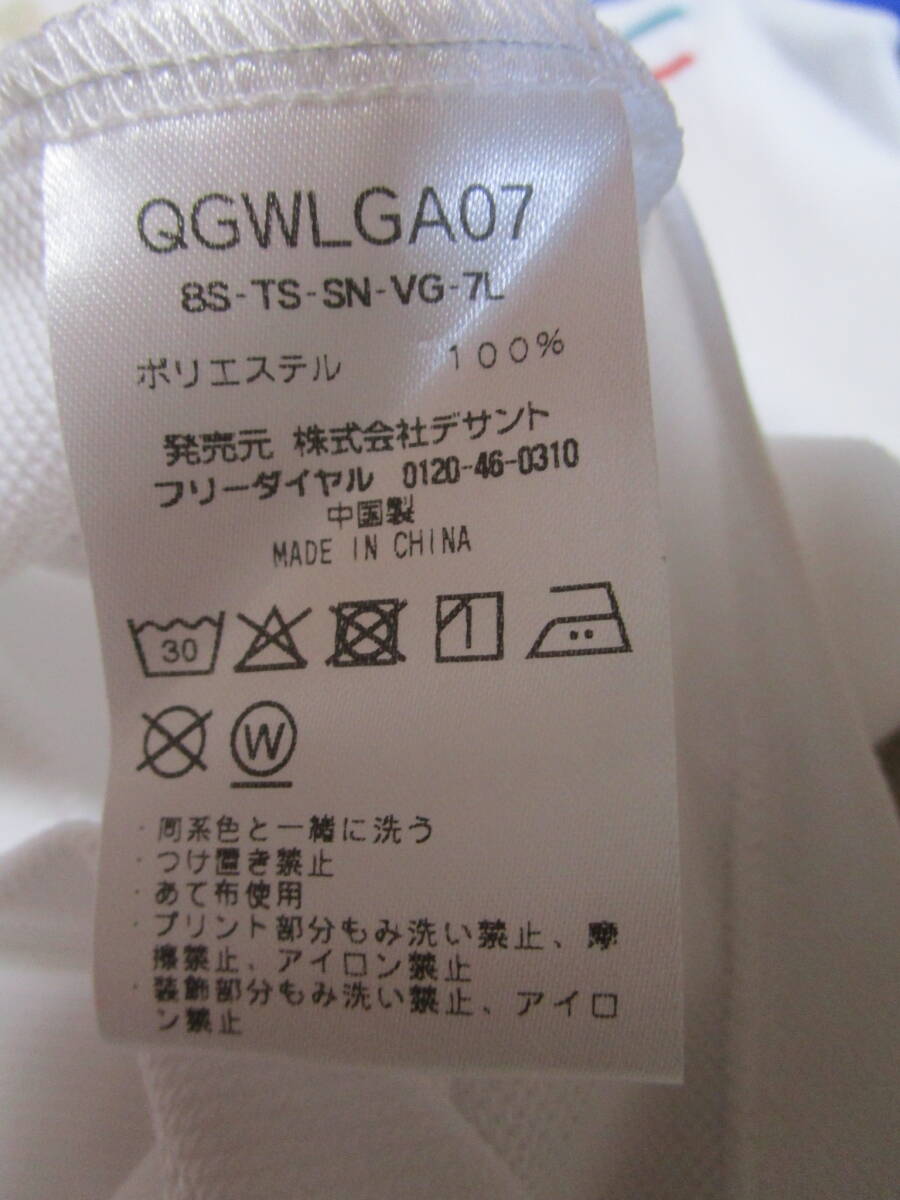 QGWLGA07
8S-TS-SN-VG-7L
ポリエステル 100%
発売元 株式会社デサント
フリーダイヤル 0120-46-0310
中国製
MADE IN CHINA
30
W
・同系色と一緒に洗う
・つけ置き禁止
・あて布使用
・プリント部分もみ洗い禁止、摩
擦禁止、アイロン禁止
・装飾部分もみ洗い禁止、アイロ
ン禁止